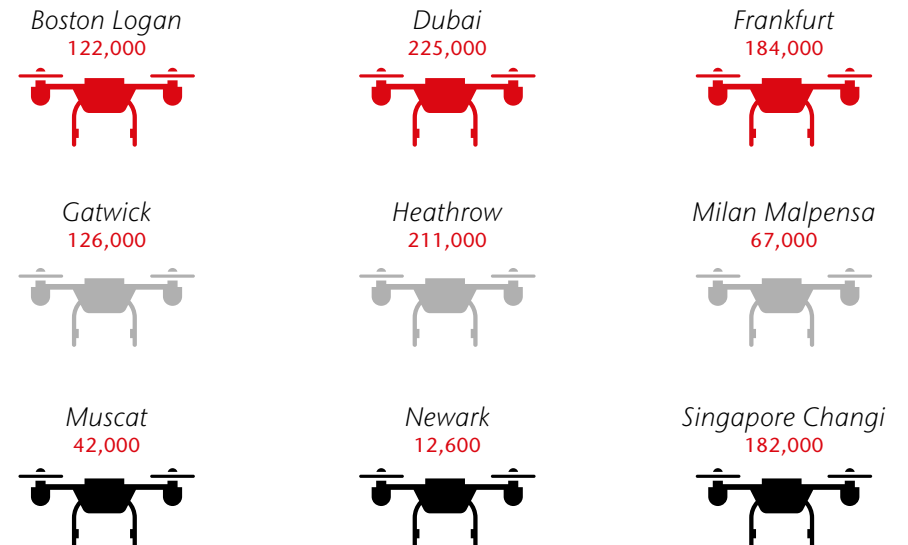 Boston Logan
122,000
Dubai
225,000
Frankfurt
184,000
Gatwick
126,000
Heathrow
211,000
Milan Malpensa
67,000
Muscat
42,000
Newark
12,600
Singapore Changi
182,000